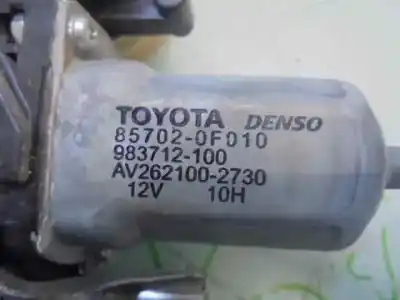 TOYOTA DENSO
85702-0F010
983712-100
AV262100-2730
12V 10H